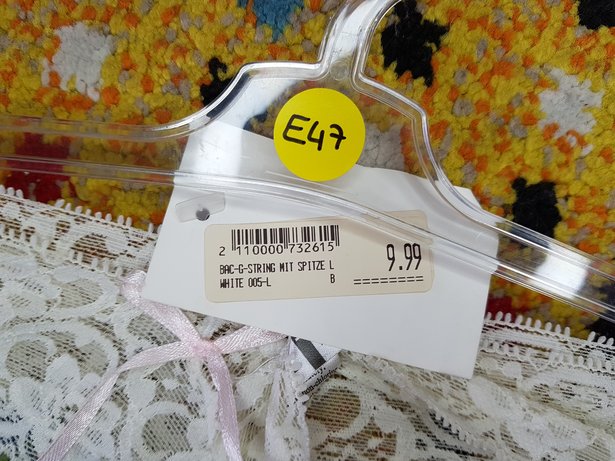 E47
2 110000 732615
BAC-G-STRING MIT SPITZE L
WHITE 005-L B
9.99
========